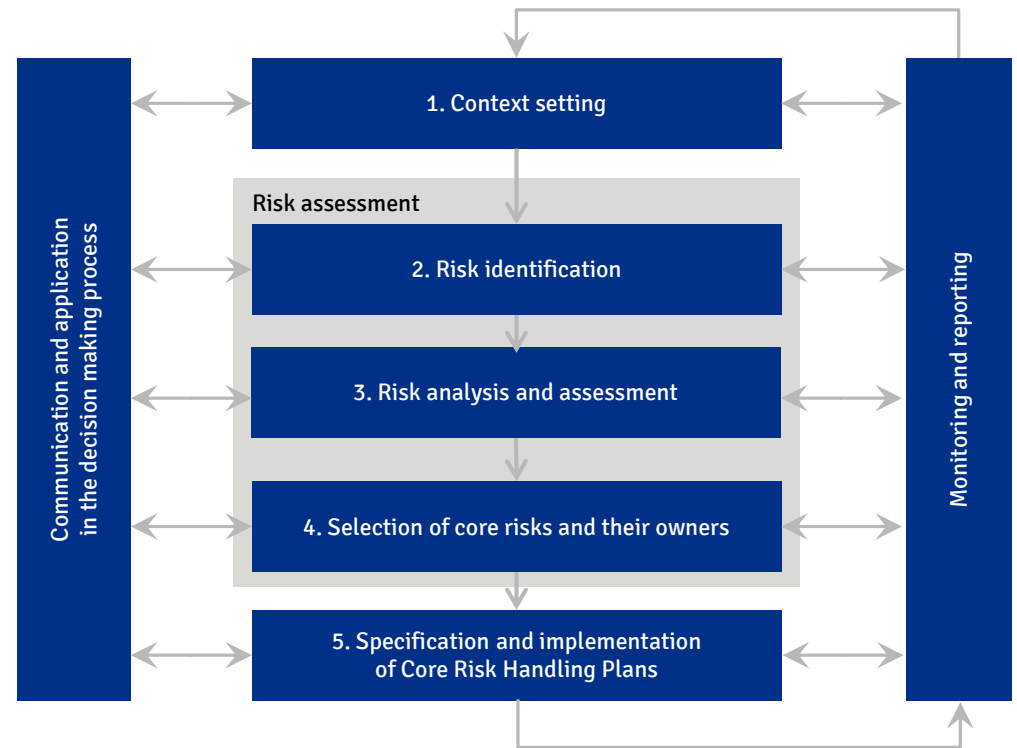 1. Context setting
Risk assessment
2. Risk identification
3. Risk analysis and assessment
4. Selection of core risks and their owners
5. Specification and implementation
of Core Risk Handling Plans
Communication and application
in the decision making process
Monitoring and reporting